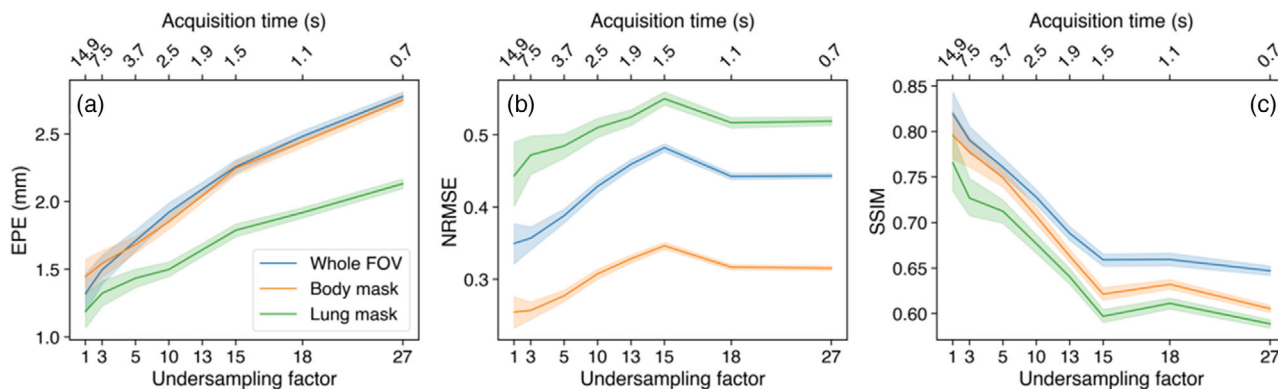 Acquisition time (s)
14.9 7.5 3.7 2.5 1.9 1.5 1.1 0.7
(a)
EPE (mm)
2.5
2.0
1.5
1.0
Whole FOV
Body mask
Lung mask
1 3 5 10 13 15 18 27
Undersampling factor
Acquisition time (s)
14.9 7.5 3.7 2.5 1.9 1.5 1.1 0.7
(b)
NRMSE
0.5
0.4
0.3
1 3 5 10 13 15 18 27
Undersampling factor
Acquisition time (s)
14.9 7.5 3.7 2.5 1.9 1.5 1.1 0.7
(c)
SSIM
0.85
0.80
0.75
0.70
0.65
0.60
1 3 5 10 13 15 18 27
Undersampling factor